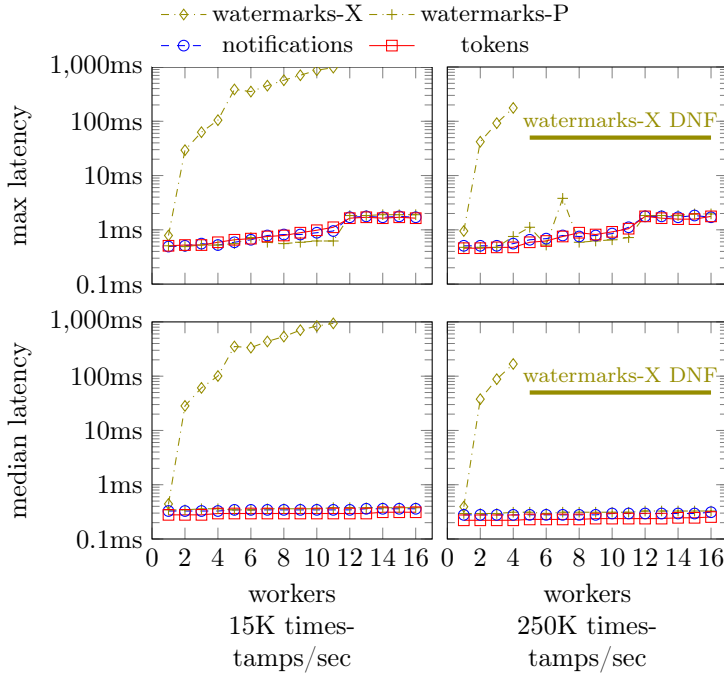 watermarks-X watermarks-P
notifications tokens
max latency
1,000ms
100ms
10ms
1ms
0.1ms
watermarks-X DNF
median latency
1,000ms
100ms
10ms
1ms
0.1ms
watermarks-X DNF
0 2 4 6 8 10 12 14 16
0 2 4 6 8 10 12 14 16
workers
15K times-
tamps/sec
workers
250K times-
tamps/sec